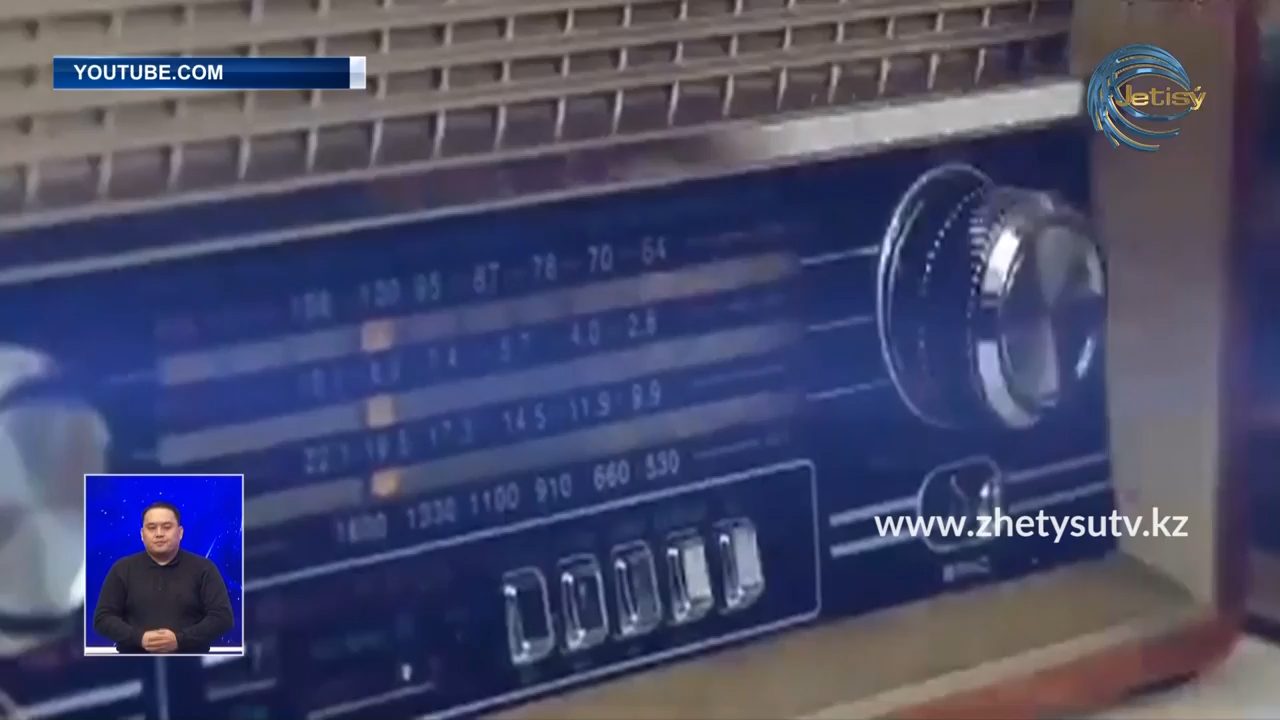 YOUTUBE.COM
Jetisý
108 100 95 87 78 70 64
4.0 2.6
14.5 11.9 9.9
1600 1330 1100 910 660 530
www.zhetysutv.kz